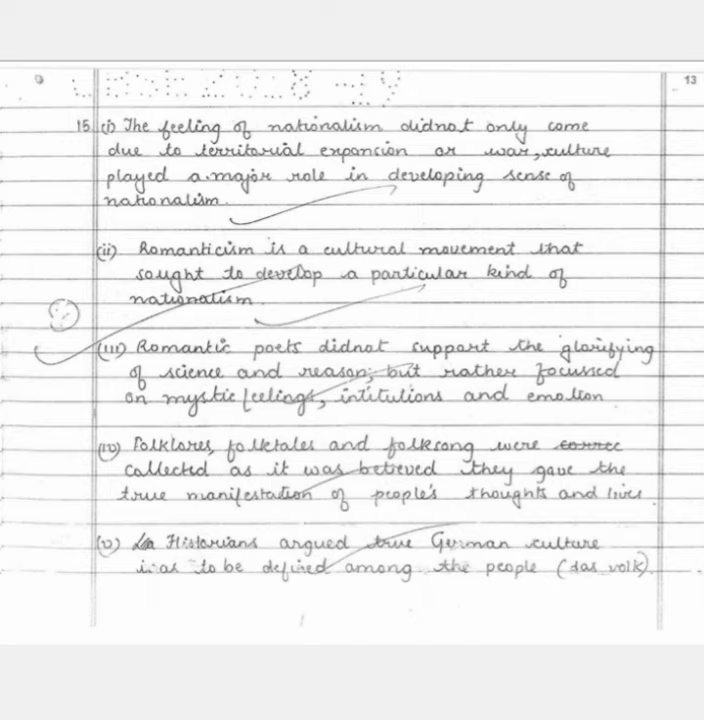 CBSE 2018-19
13
15. (i) The feeling of nationalism didnot only come
due to territorial expancion or war, culture
played a major role in developing sense of
nationalism.
(ii) Romanticism is a cultural movement that
sought to develop a particular kind of
nationalism.
(iii) Romantic poets didnot support the glorifying
of science and reason, but rather focussed
on mystic feelings, intitutions and emotion
(iv) Folklores, folktales and folksong were
collected as it was believed they gave the
true manifestation of people's thoughts and lives
(v) Historians argued true German culture
was to be defined among the people (das volk).